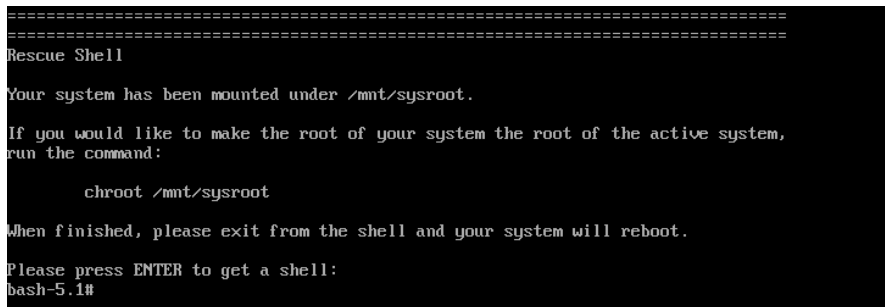 ================================================================================
================================================================================
Rescue Shell
Your system has been mounted under /mnt/sysroot.
If you would like to make the root of your system the root of the active system,
run the command:
chroot /mnt/sysroot
When finished, please exit from the shell and your system will reboot.
Please press ENTER to get a shell:
bash-5.1#